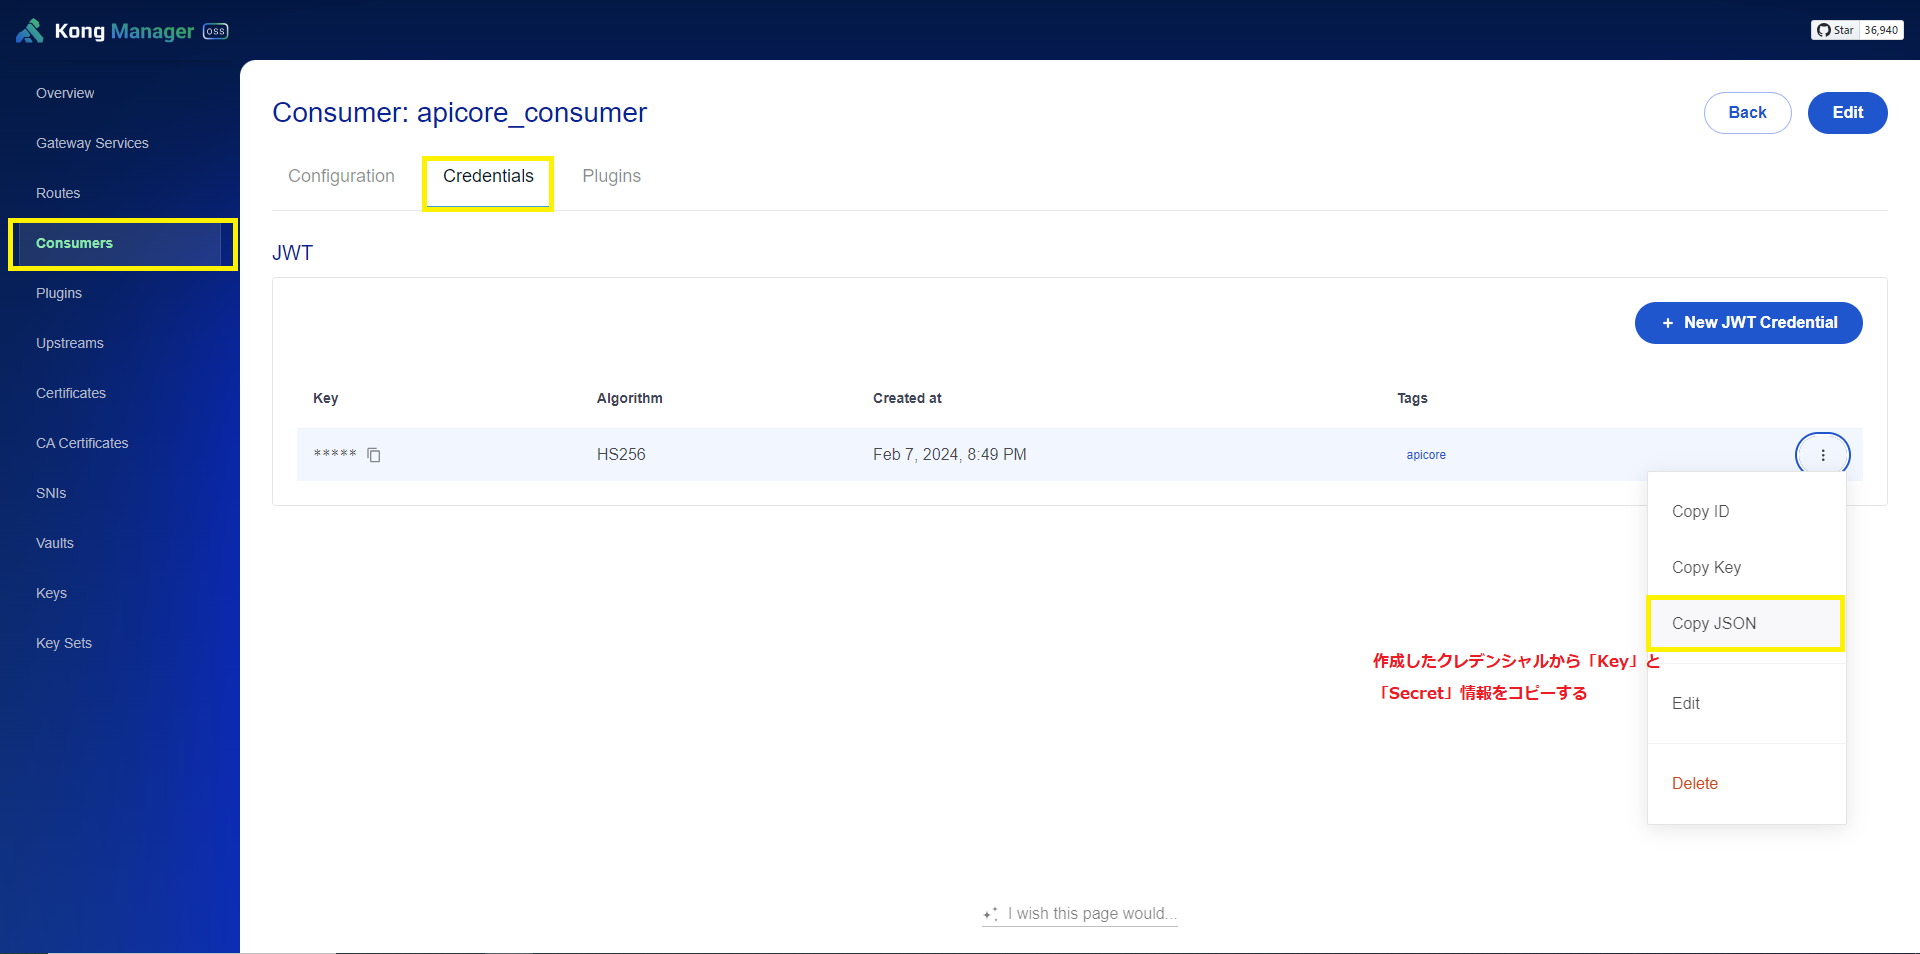 Kong Manager OSS
Star 36,940
Overview
Gateway Services
Routes
Consumers
Plugins
Upstreams
Certificates
CA Certificates
SNIs
Vaults
Keys
Key Sets
Consumer: apicore_consumer
Back Edit
Configuration Credentials Plugins
JWT
+ New JWT Credential
Key Algorithm Created at Tags
***** HS256 Feb 7, 2024, 8:49 PM apicore
Copy ID
Copy Key
Copy JSON
作成したクレデンシャルから「Key」と
「Secret」情報をコピーする
Edit
Delete
I wish this page would...